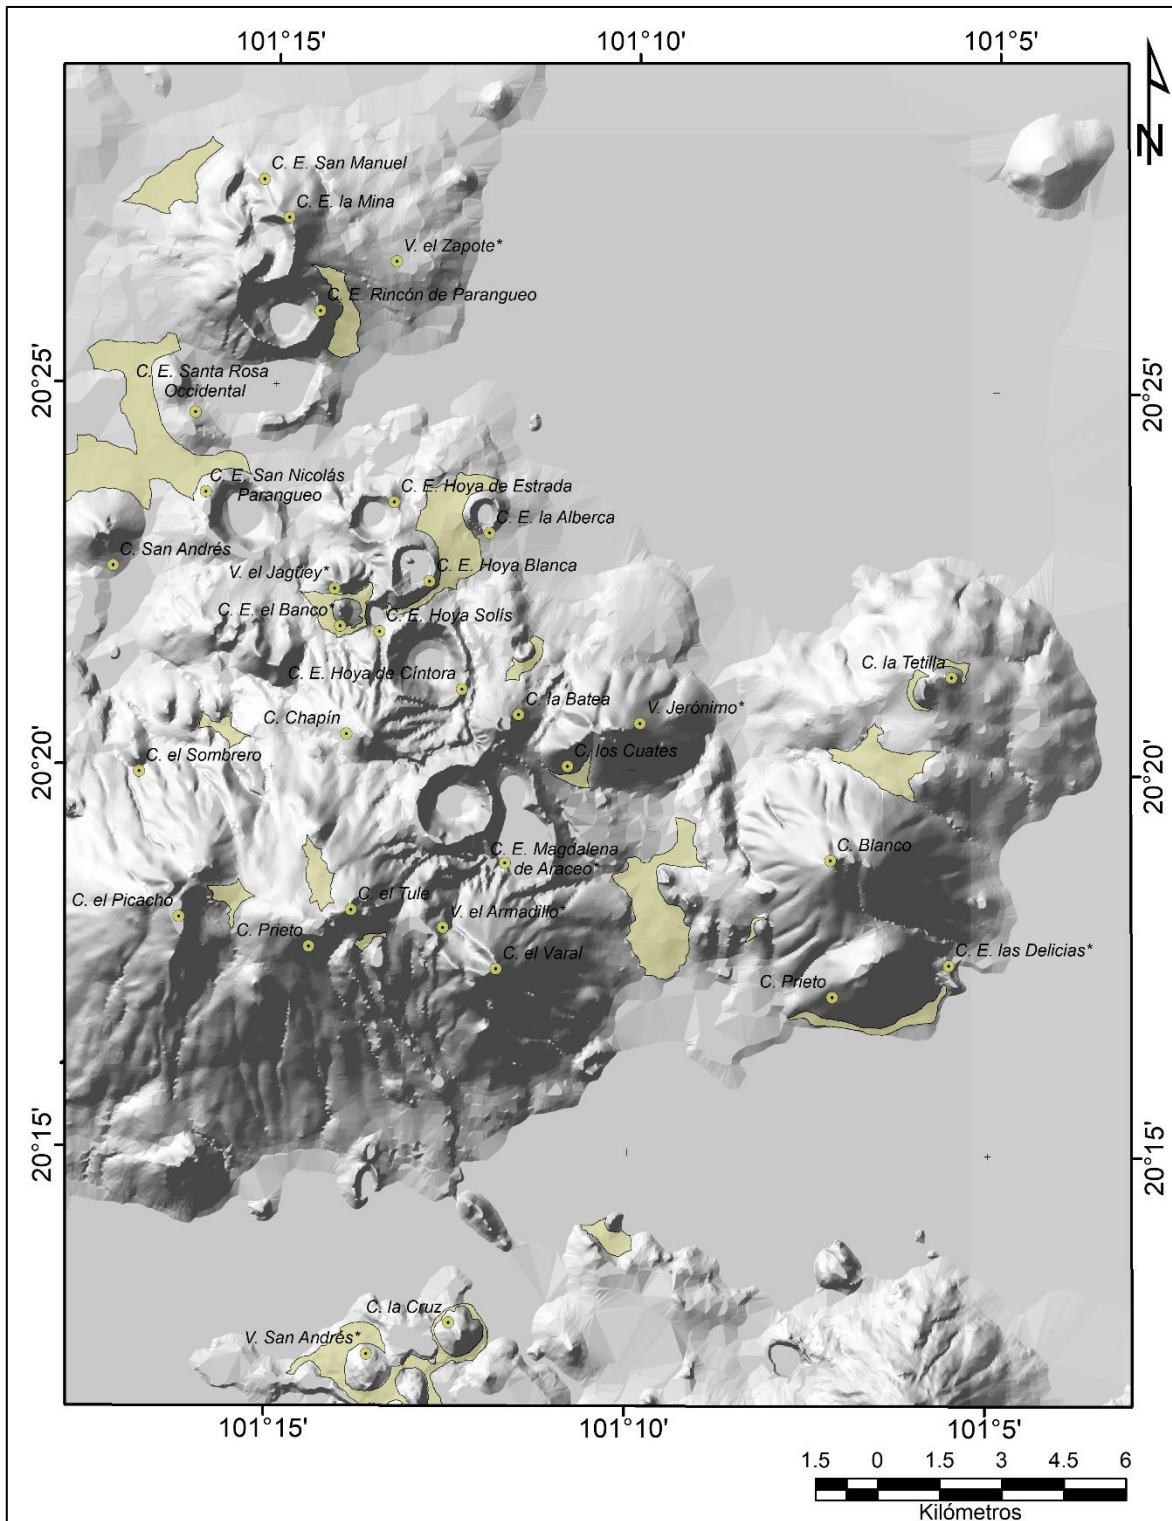 101°15'
101°10'
101°5'
N
C. E. San Manuel
C. E. la Mina
V. el Zapote*
C. E. Rincón de Parangueo
20°25'
20°25'
C. E. Santa Rosa
Occidental
C. E. San Nicolás
Parangueo
C. E. Hoya de Estrada
C. E. la Alberca
C. San Andrés
V. el Jagüey*
C. E. Hoya Blanca
C. E. el Banco*
C. E. Hoya Solís
C. E. Hoya de Cíntora
C. la Tetilla
C. la Batea
V. Jerónimo*
C. Chapín
C. el Sombrero
C. los Cuates
20°20'
20°20'
C. E. Magdalena
de Araceo*
C. Blanco
C. el Picacho
C. el Tule
V. el Armadillo*
C. Prieto
C. el Varal
C. E. las Delicias*
C. Prieto
20°15'
20°15'
C. la Cruz
V. San Andrés*
101°15'
101°10'
101°5'
1.5 0 1.5 3 4.5 6
Kilómetros